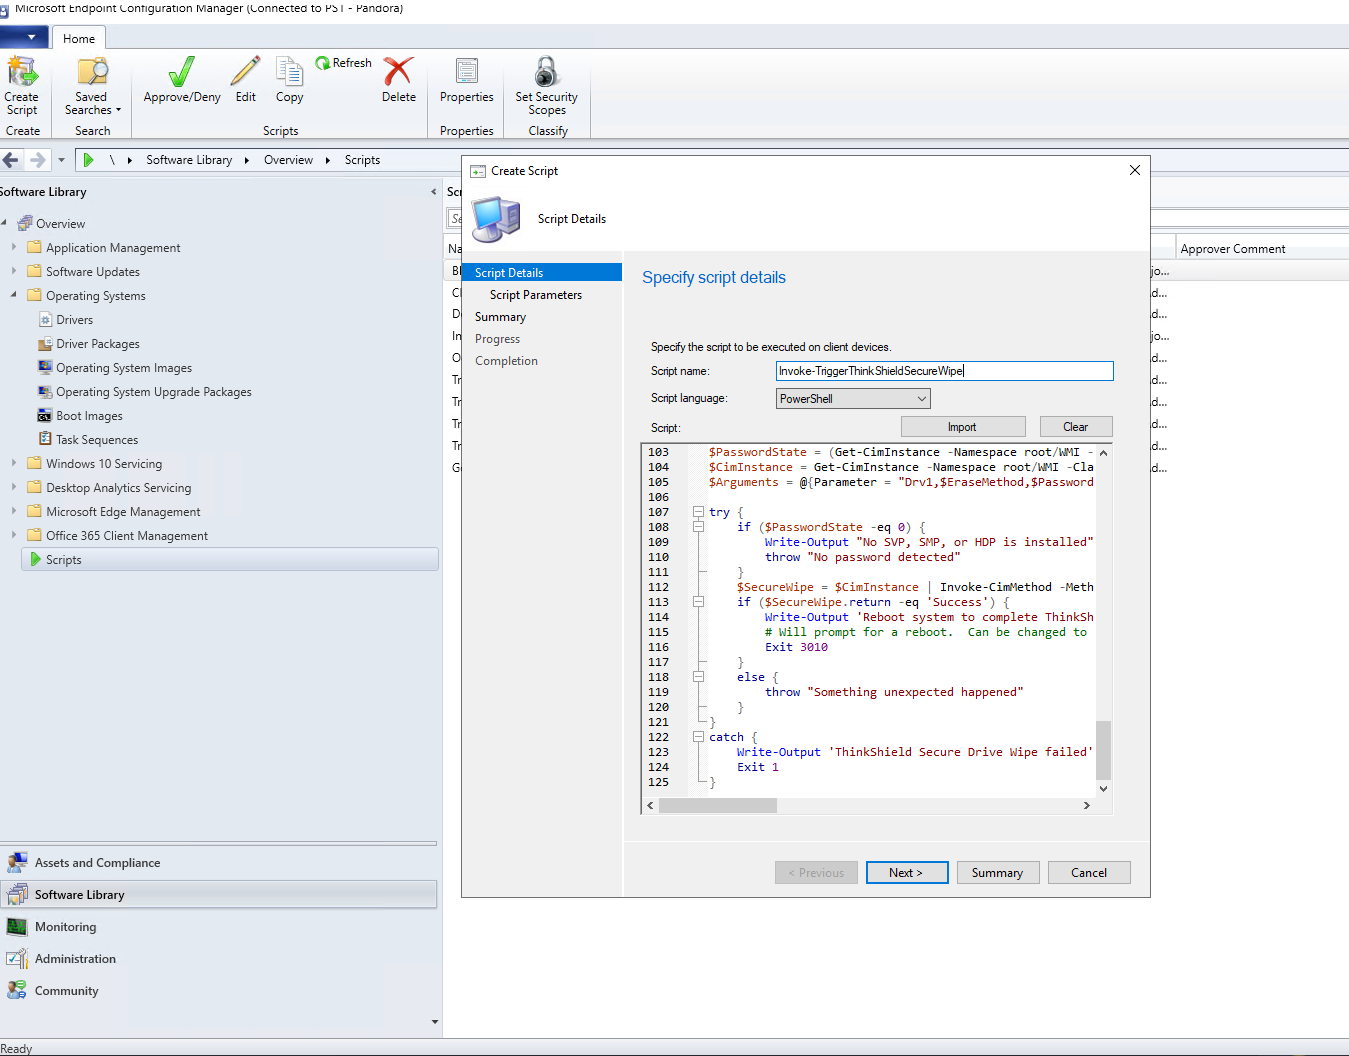 Microsoft Endpoint Configuration Manager (Connected to PS1 - Pandora)
Home
Create Script
Saved Searches
Approve/Deny
Edit
Copy
Refresh
Delete
Properties
Set Security Scopes
Create
Search
Scripts
Properties
Classify
\ Software Library Overview Scripts
Software Library
Overview
Application Management
Software Updates
Operating Systems
Drivers
Driver Packages
Operating System Images
Operating System Upgrade Packages
Boot Images
Task Sequences
Windows 10 Servicing
Desktop Analytics Servicing
Microsoft Edge Management
Office 365 Client Management
Scripts
Assets and Compliance
Software Library
Monitoring
Administration
Community
Ready
Approver Comment
jo...
d...
d...
jo...
d...
d...
d...
d...
d...
d...
Create Script
Script Details
Script Details
Script Parameters
Summary
Progress
Completion
Specify script details
Specify the script to be executed on client devices.
Script name: Invoke-TriggerThinkShieldSecureWipe
Script language: PowerShell
Script:
Import
Clear
103 $PasswordState = (Get-CimInstance -Namespace root/WMI -
104 $CimInstance = Get-CimInstance -Namespace root/WMI -Cla
105 $Arguments = @{Parameter = "Drv1,$EraseMethod,$Password
106
107 try {
108 if ($PasswordState -eq 0) {
109 Write-Output "No SVP, SMP, or HDP is installed"
110 throw "No password detected"
111 }
112 $SecureWipe = $CimInstance | Invoke-CimMethod -Meth
113 if ($SecureWipe.return -eq 'Success') {
114 Write-Output 'Reboot system to complete ThinkSh
115 # Will prompt for a reboot.  Can be changed to
116 Exit 3010
117 }
118 else {
119 throw "Something unexpected happened"
120 }
121 }
122 catch {
123 Write-Output 'ThinkShield Secure Drive Wipe failed'
124 Exit 1
125 }
< Previous
Next >
Summary
Cancel